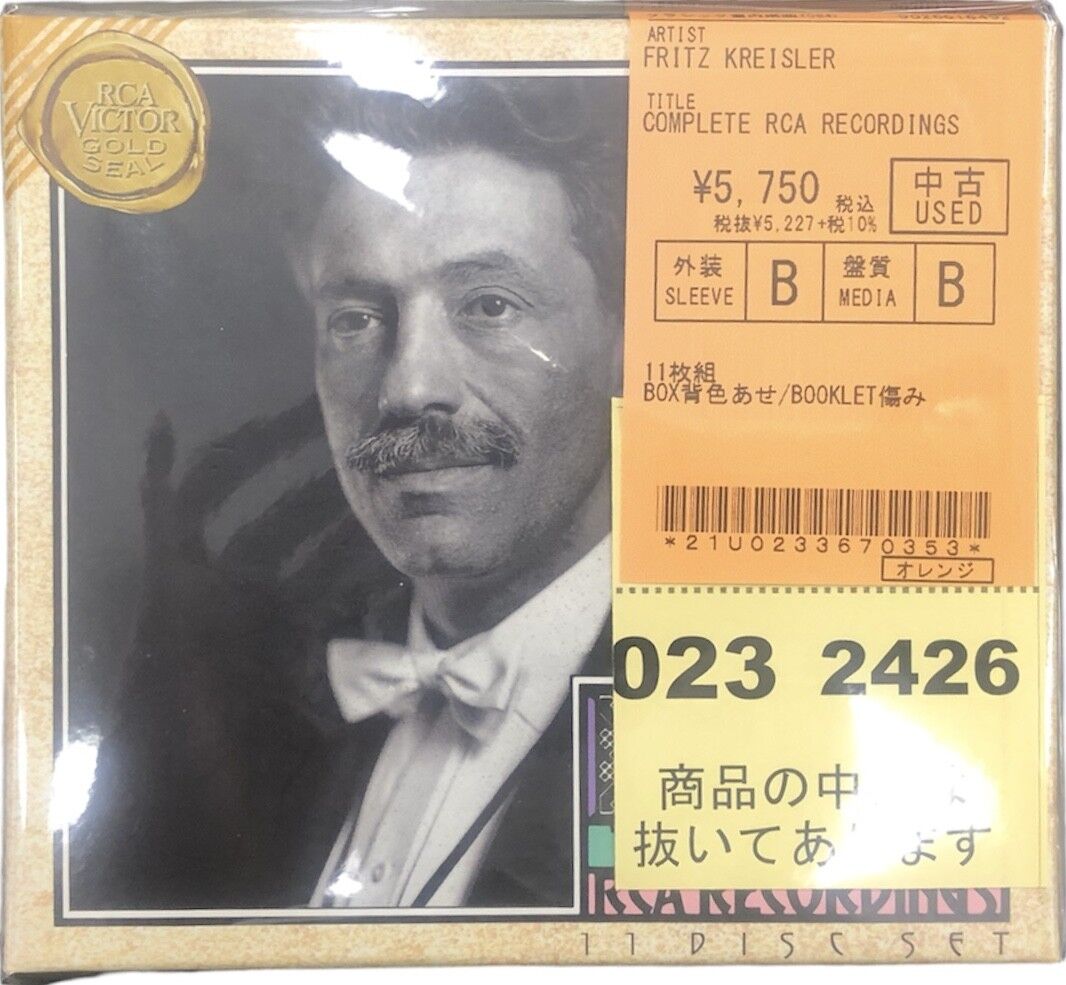 RCA
VICTOR
GOLD
SEAL
ARTIST
FRITZ KREISLER
TITLE
COMPLETE RCA RECORDINGS
¥5,750 税込
税抜¥5,227+税10%
中古
USED
外装
SLEEVE
B
盤質
MEDIA
B
11枚組
BOX背色あせ/BOOKLET傷み
*21U0233670353*
オレンジ
023 2426
商品の中
抜いてあ ます
RCA RECORDINGS
11 DISC SET